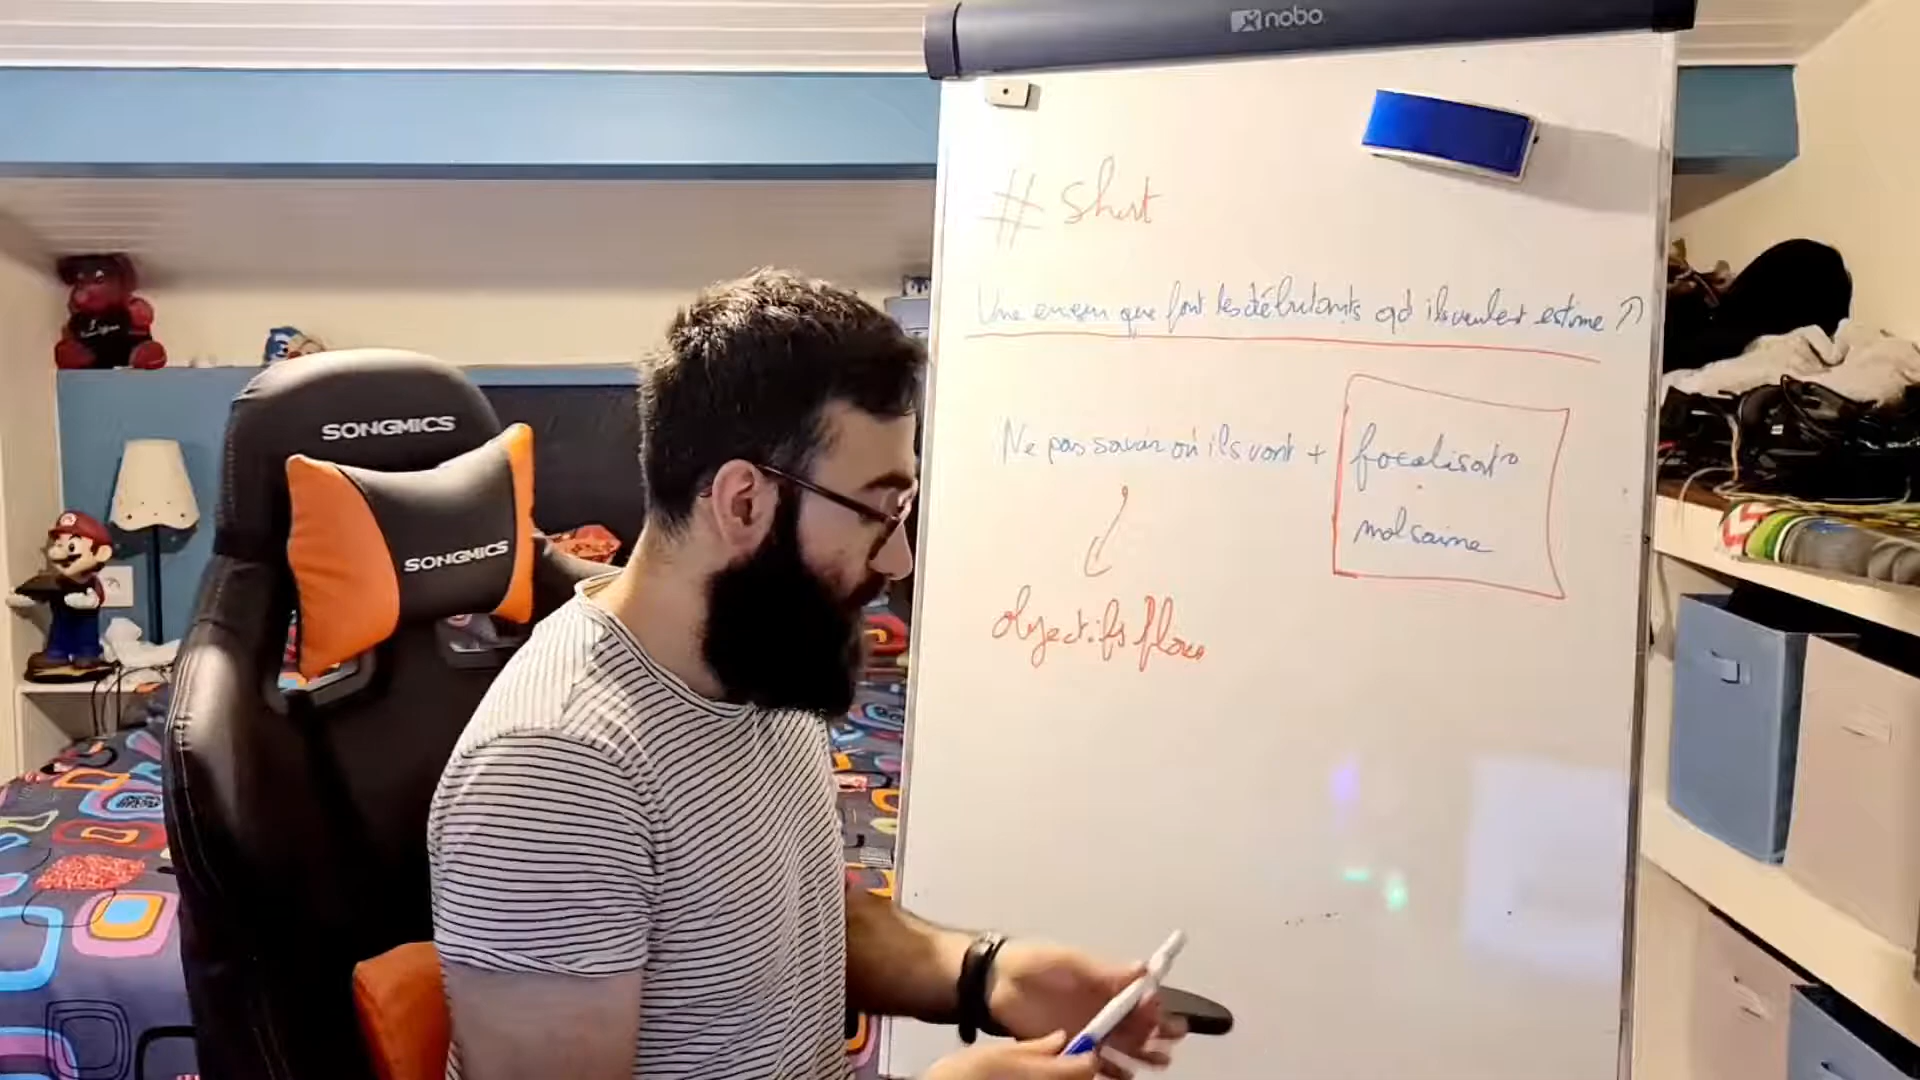 nobo
# Short
Une erreur que font les débutants qd ils veulent estime ↗
Ne pas savoir où ils vont + focalisat°
malsaine
objectifs flous
SONGMICS
SONGMICS